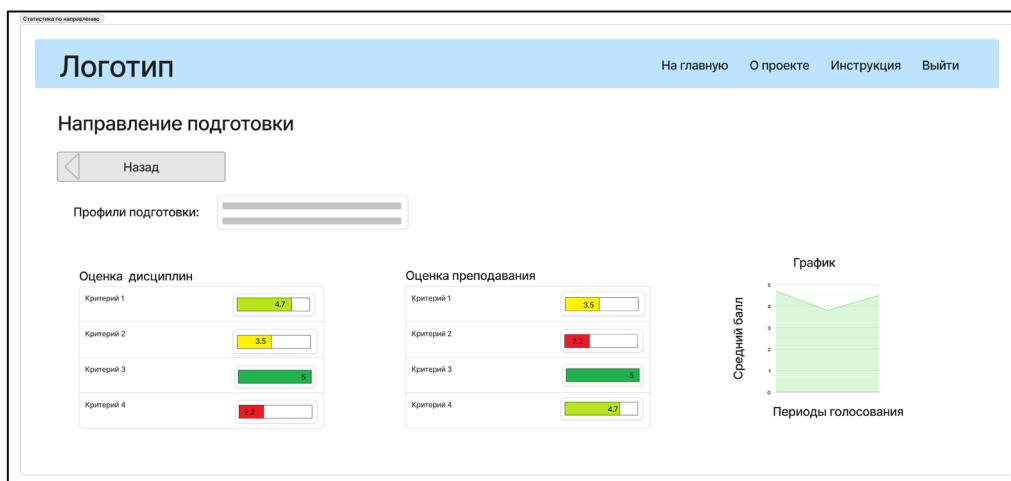 Статистика по направлению
Логотип
На главную
О проекте
Инструкция
Выйти
Направление подготовки
Назад
Профили подготовки:
Оценка дисциплин
Критерий 1
4.7
Критерий 2
3.5
Критерий 3
5
Критерий 4
2.2
Оценка преподавания
Критерий 1
3.5
Критерий 2
2.2
Критерий 3
5
Критерий 4
4.7
График
Средний балл
5
4
3
2
1
0
Периоды голосования